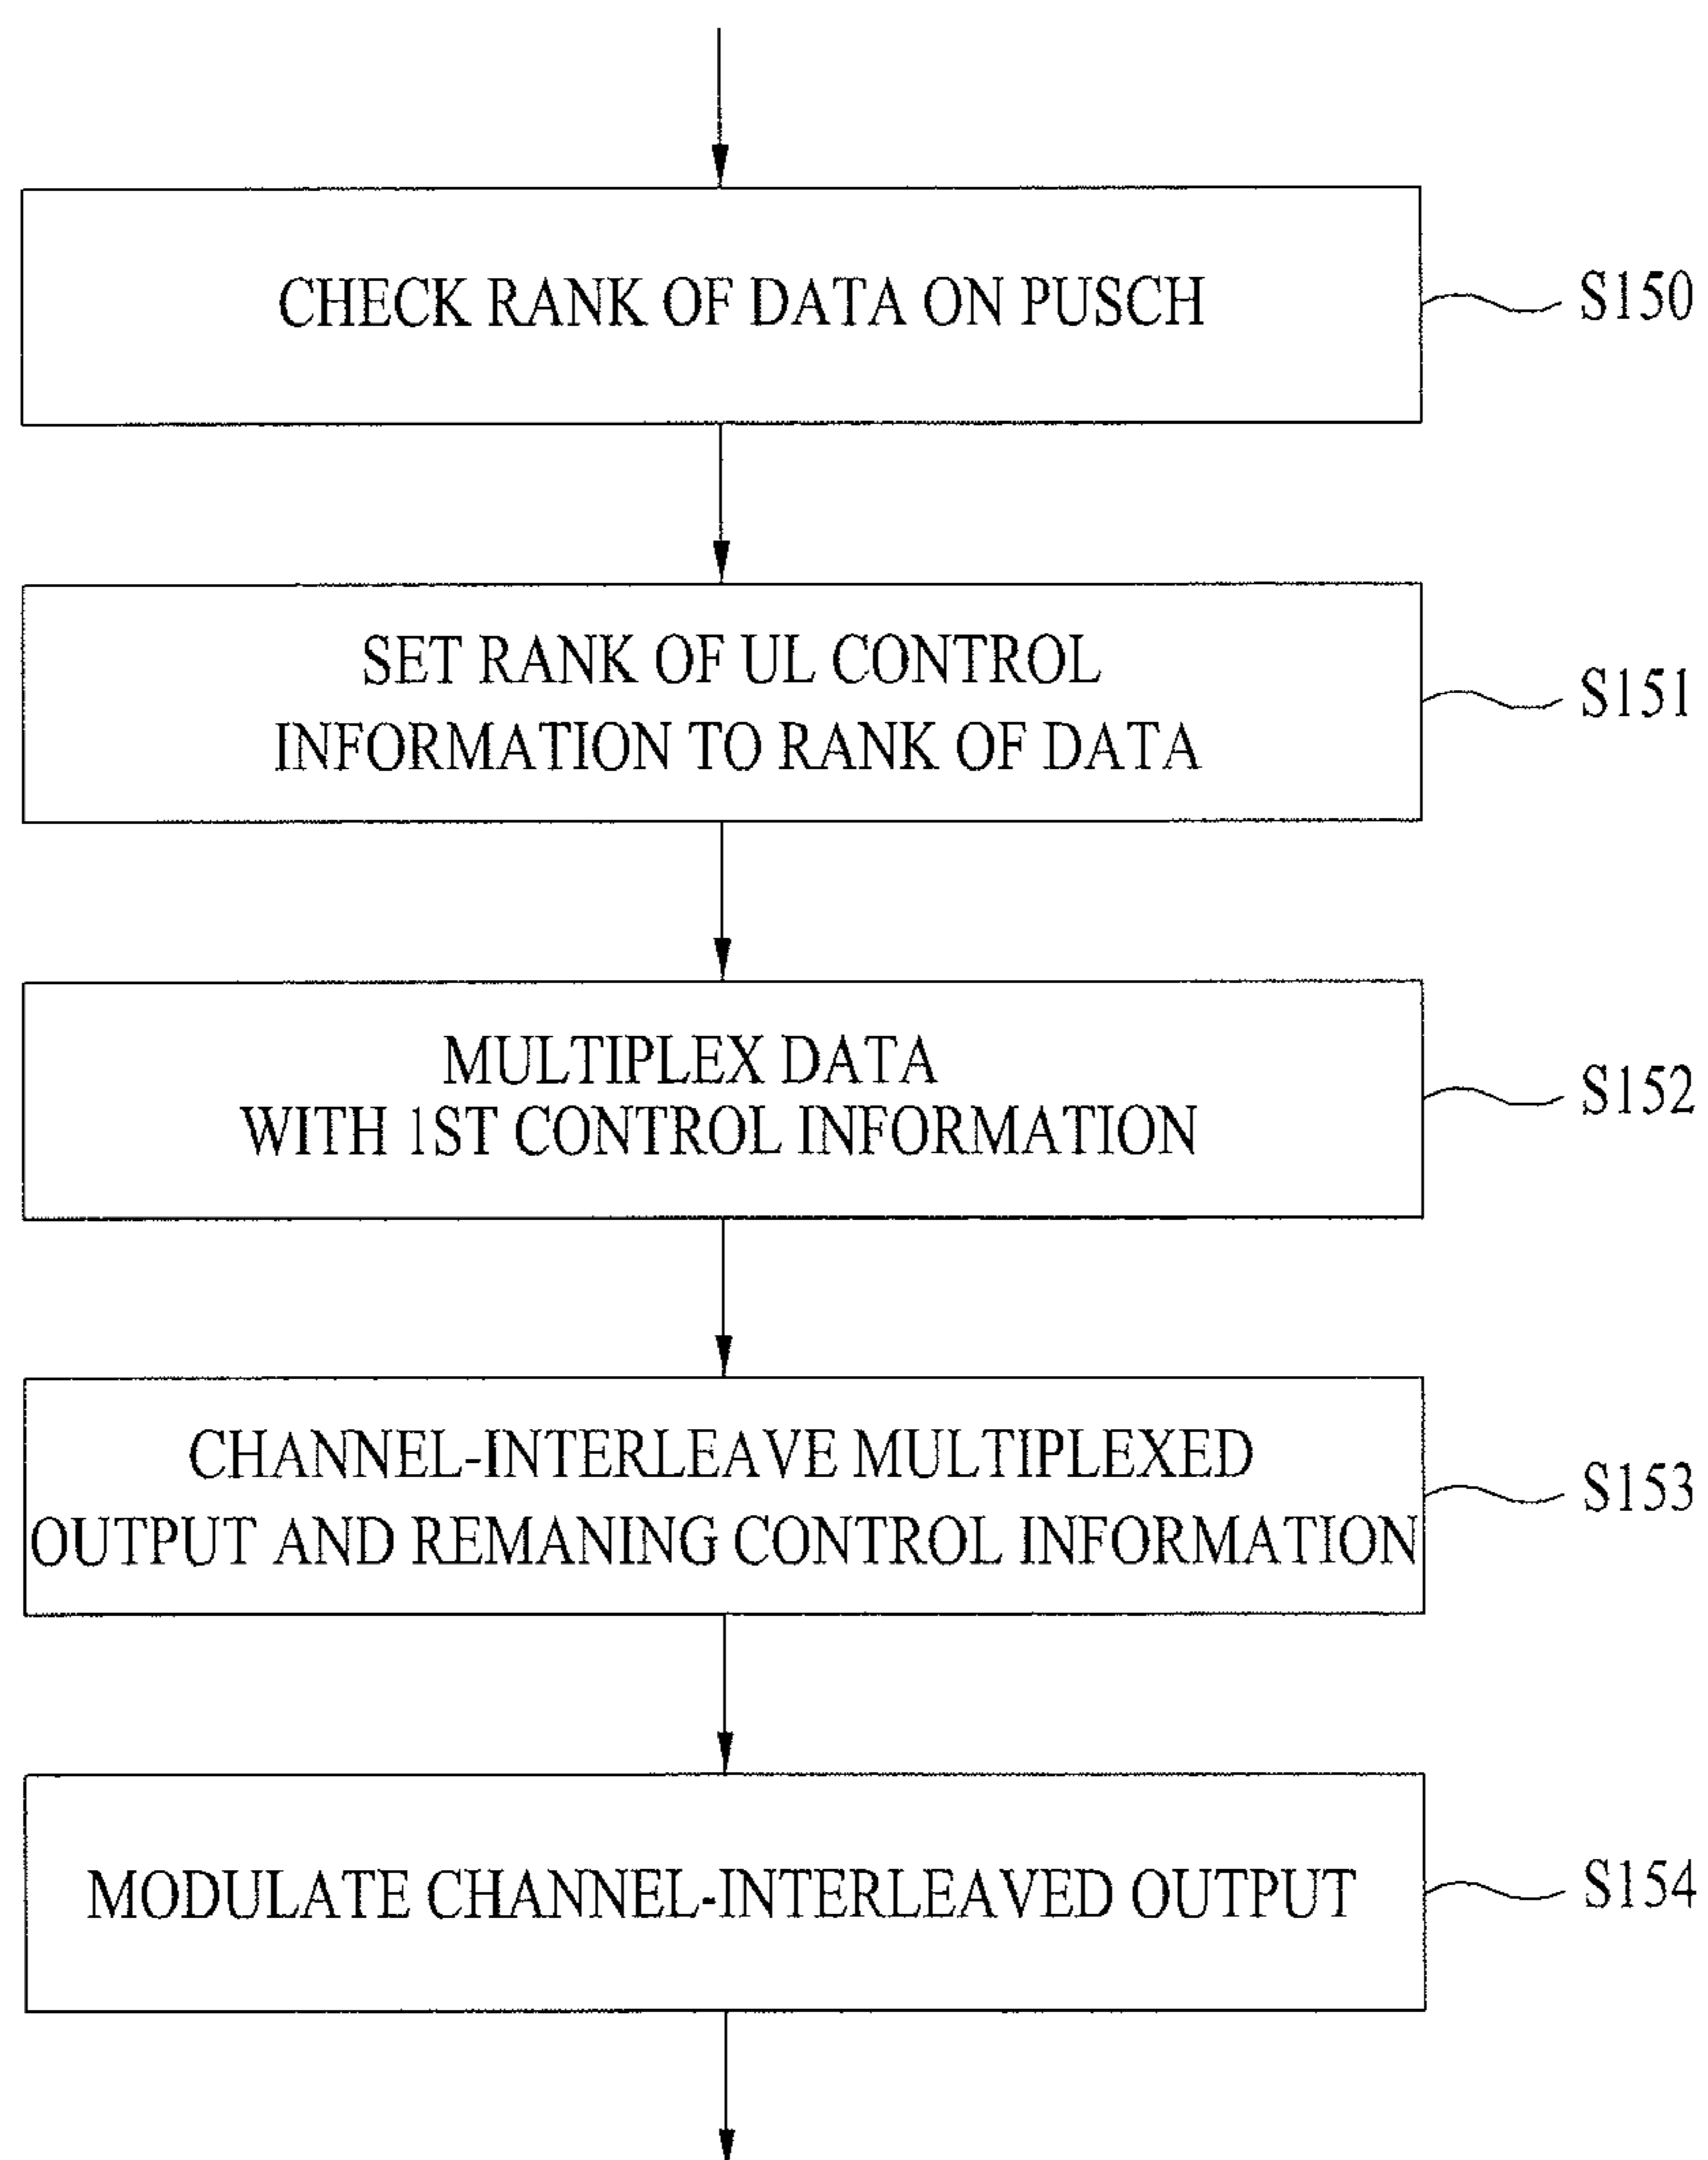 CHECK RANK OF DATA ON PUSCH
S150
SET RANK OF UL CONTROL
INFORMATION TO RANK OF DATA
S151
MULTIPLEX DATA
WITH 1ST CONTROL INFORMATION
S152
CHANNEL-INTERLEAVE MULTIPLEXED
OUTPUT AND REMANING CONTROL INFORMATION
S153
MODULATE CHANNEL-INTERLEAVED OUTPUT
S154